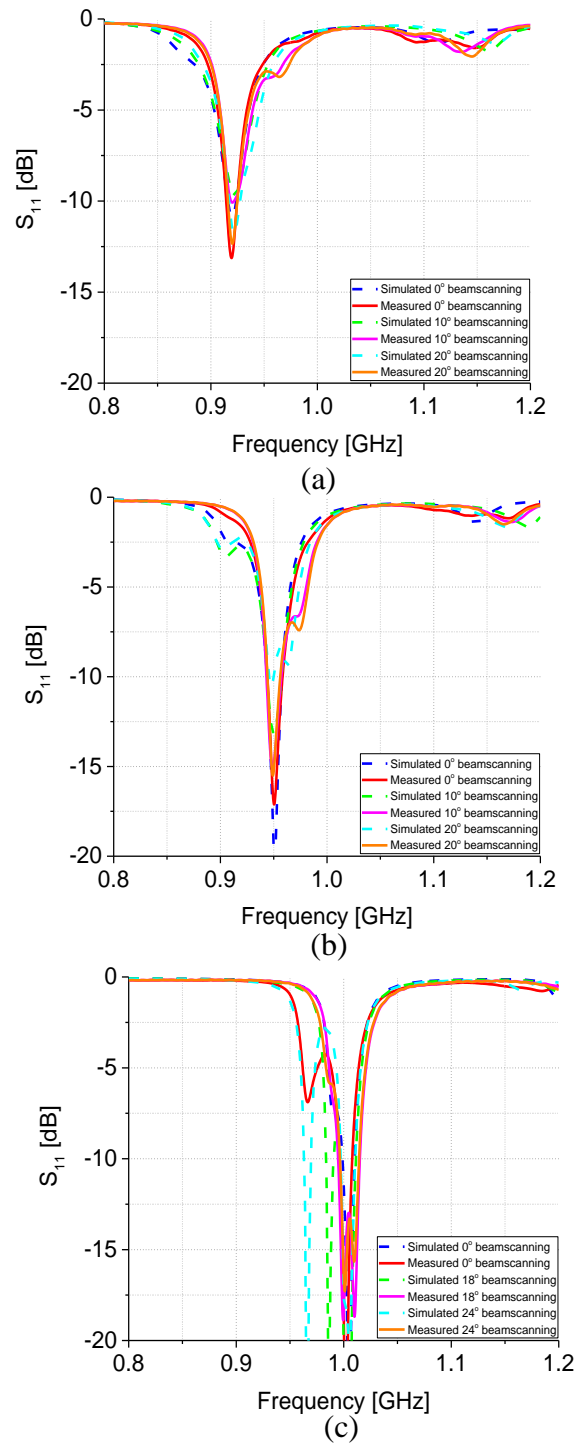 0
-5
-10
-15
-20
S11 [dB]
Simulated 0° beamscanning
Measured 0° beamscanning
Simulated 10° beamscanning
Measured 10° beamscanning
Simulated 20° beamscanning
Measured 20° beamscanning
0.8 0.9 1.0 1.1 1.2
Frequency [GHz]
(a)
0
-5
-10
-15
-20
S11 [dB]
Simulated 0° beamscanning
Measured 0° beamscanning
Simulated 10° beamscanning
Measured 10° beamscanning
Simulated 20° beamscanning
Measured 20° beamscanning
0.8 0.9 1.0 1.1 1.2
Frequency [GHz]
(b)
0
-5
-10
-15
-20
S11 [dB]
Simulated 0° beamscanning
Measured 0° beamscanning
Simulated 18° beamscanning
Measured 18° beamscanning
Simulated 24° beamscanning
Measured 24° beamscanning
0.8 0.9 1.0 1.1 1.2
Frequency [GHz]
(c)